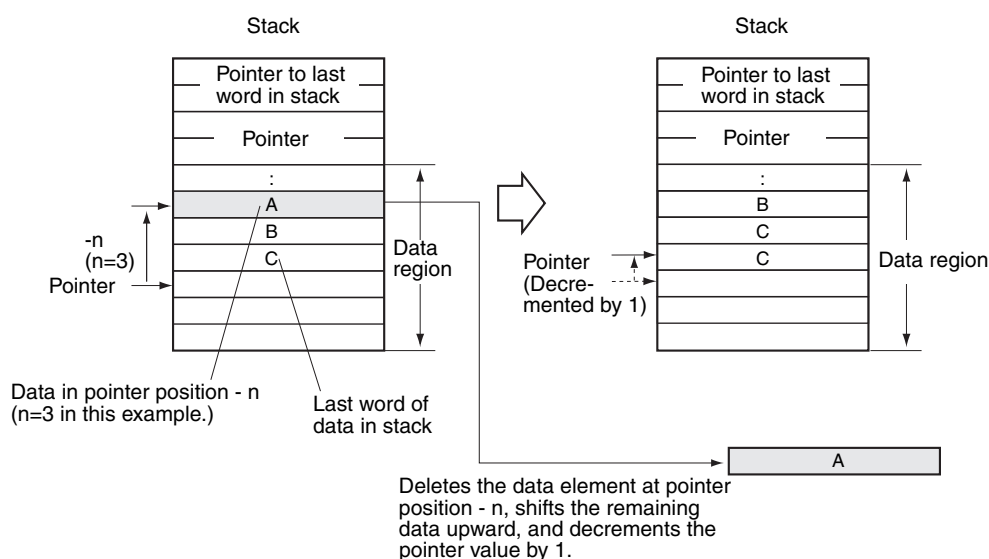 Stack
Pointer to last
word in stack
Pointer
:
A
B
C
-n
(n=3)
Pointer
Data
region
Data in pointer position - n
(n=3 in this example.)
Last word of
data in stack
Stack
Pointer to last
word in stack
Pointer
:
B
C
C
Pointer
(Decre-
mented by 1)
Data region
A
Deletes the data element at pointer
position - n, shifts the remaining
data upward, and decrements the
pointer value by 1.